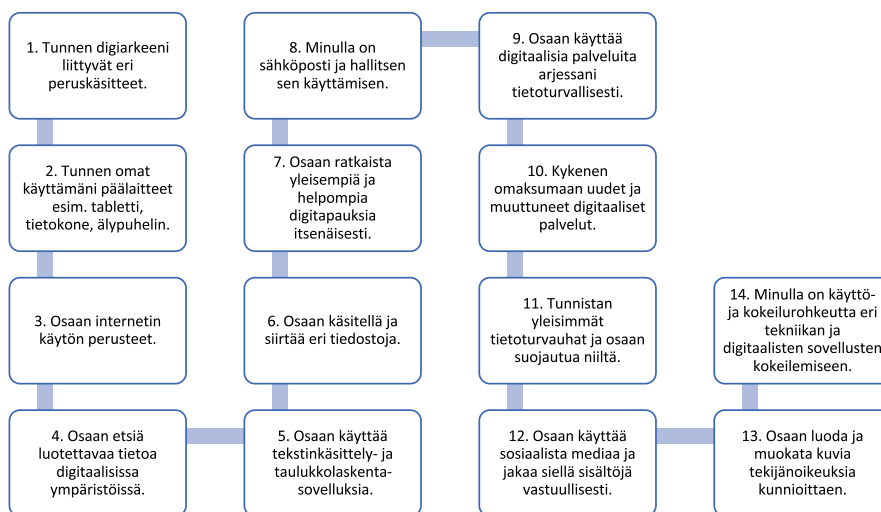 1. Tunnen digiarkeeni
liittyvät eri
peruskäsitteet.
2. Tunnen omat
käyttämäni päälaitteet
esim. tabletti,
tietokone, älypuhelin.
3. Osaan internetin
käytön perusteet.
4. Osaan etsiä
luotettavaa tietoa
digitaalisissa
ympäristöissä.
5. Osaan käyttää
tekstinkäsittely- ja
taulukkolaskenta-
sovelluksia.
6. Osaan käsitellä ja
siirtää eri tiedostoja.
7. Osaan ratkaista
yleisempiä ja
helpompia
digitapauksia
itsenäisesti.
8. Minulla on
sähköposti ja hallitsen
sen käyttämisen.
9. Osaan käyttää
digitaalisia palveluita
arjessani
tietoturvallisesti.
10. Kykenen
omaksumaan uudet ja
muuttuneet digitaaliset
palvelut.
11. Tunnistan
yleisimmät
tietoturvauhat ja osaan
suojautua niiltä.
12. Osaan käyttää
sosiaalista mediaa ja
jakaa siellä sisältöjä
vastuullisesti.
13. Osaan luoda ja
muokata kuvia
tekijänoikeuksia
kunnioittaen.
14. Minulla on käyttö-
ja kokeilurohkeutta eri
tekniikan ja
digitaalisten sovellusten
kokeilemiseen.